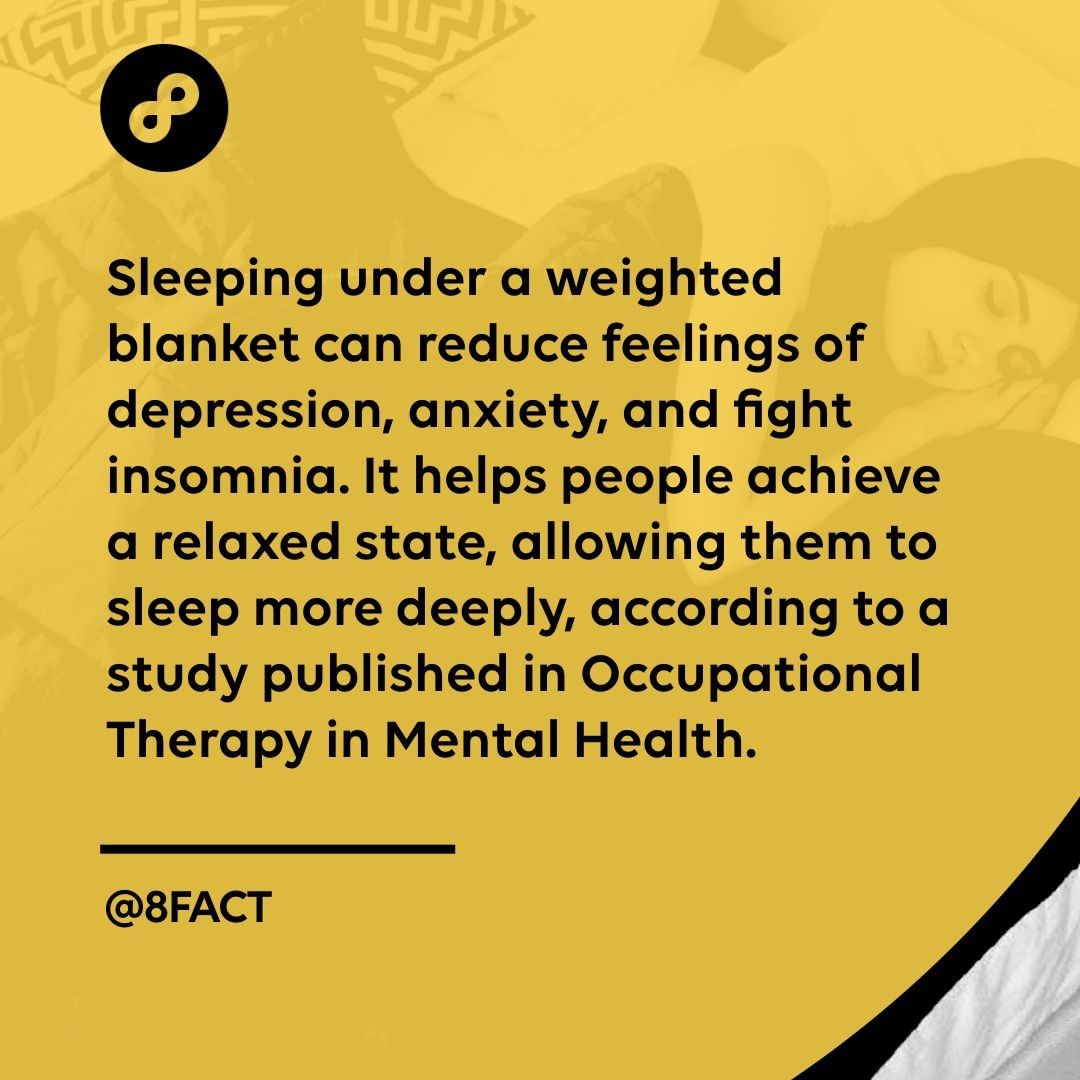 Sleeping under a weighted
blanket can reduce feelings of
depression, anxiety, and fight
insomnia. It helps people achieve
a relaxed state, allowing them to
sleep more deeply, according to a
study published in Occupational
Therapy in Mental Health.
@8FACT